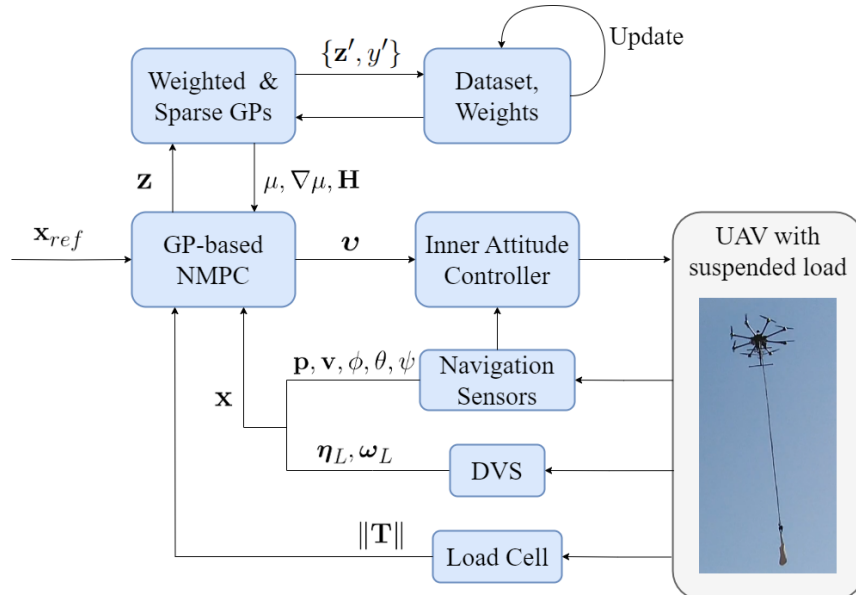 Update
{z′, y′}
Weighted &
Sparse GPs
Dataset,
Weights
z
μ, ∇μ, H
x_ref
GP-based
NMPC
υ
Inner Attitude
Controller
UAV with
suspended load
p, v, ϕ, θ, ψ
Navigation
Sensors
x
η_L, ω_L
DVS
‖T‖
Load Cell